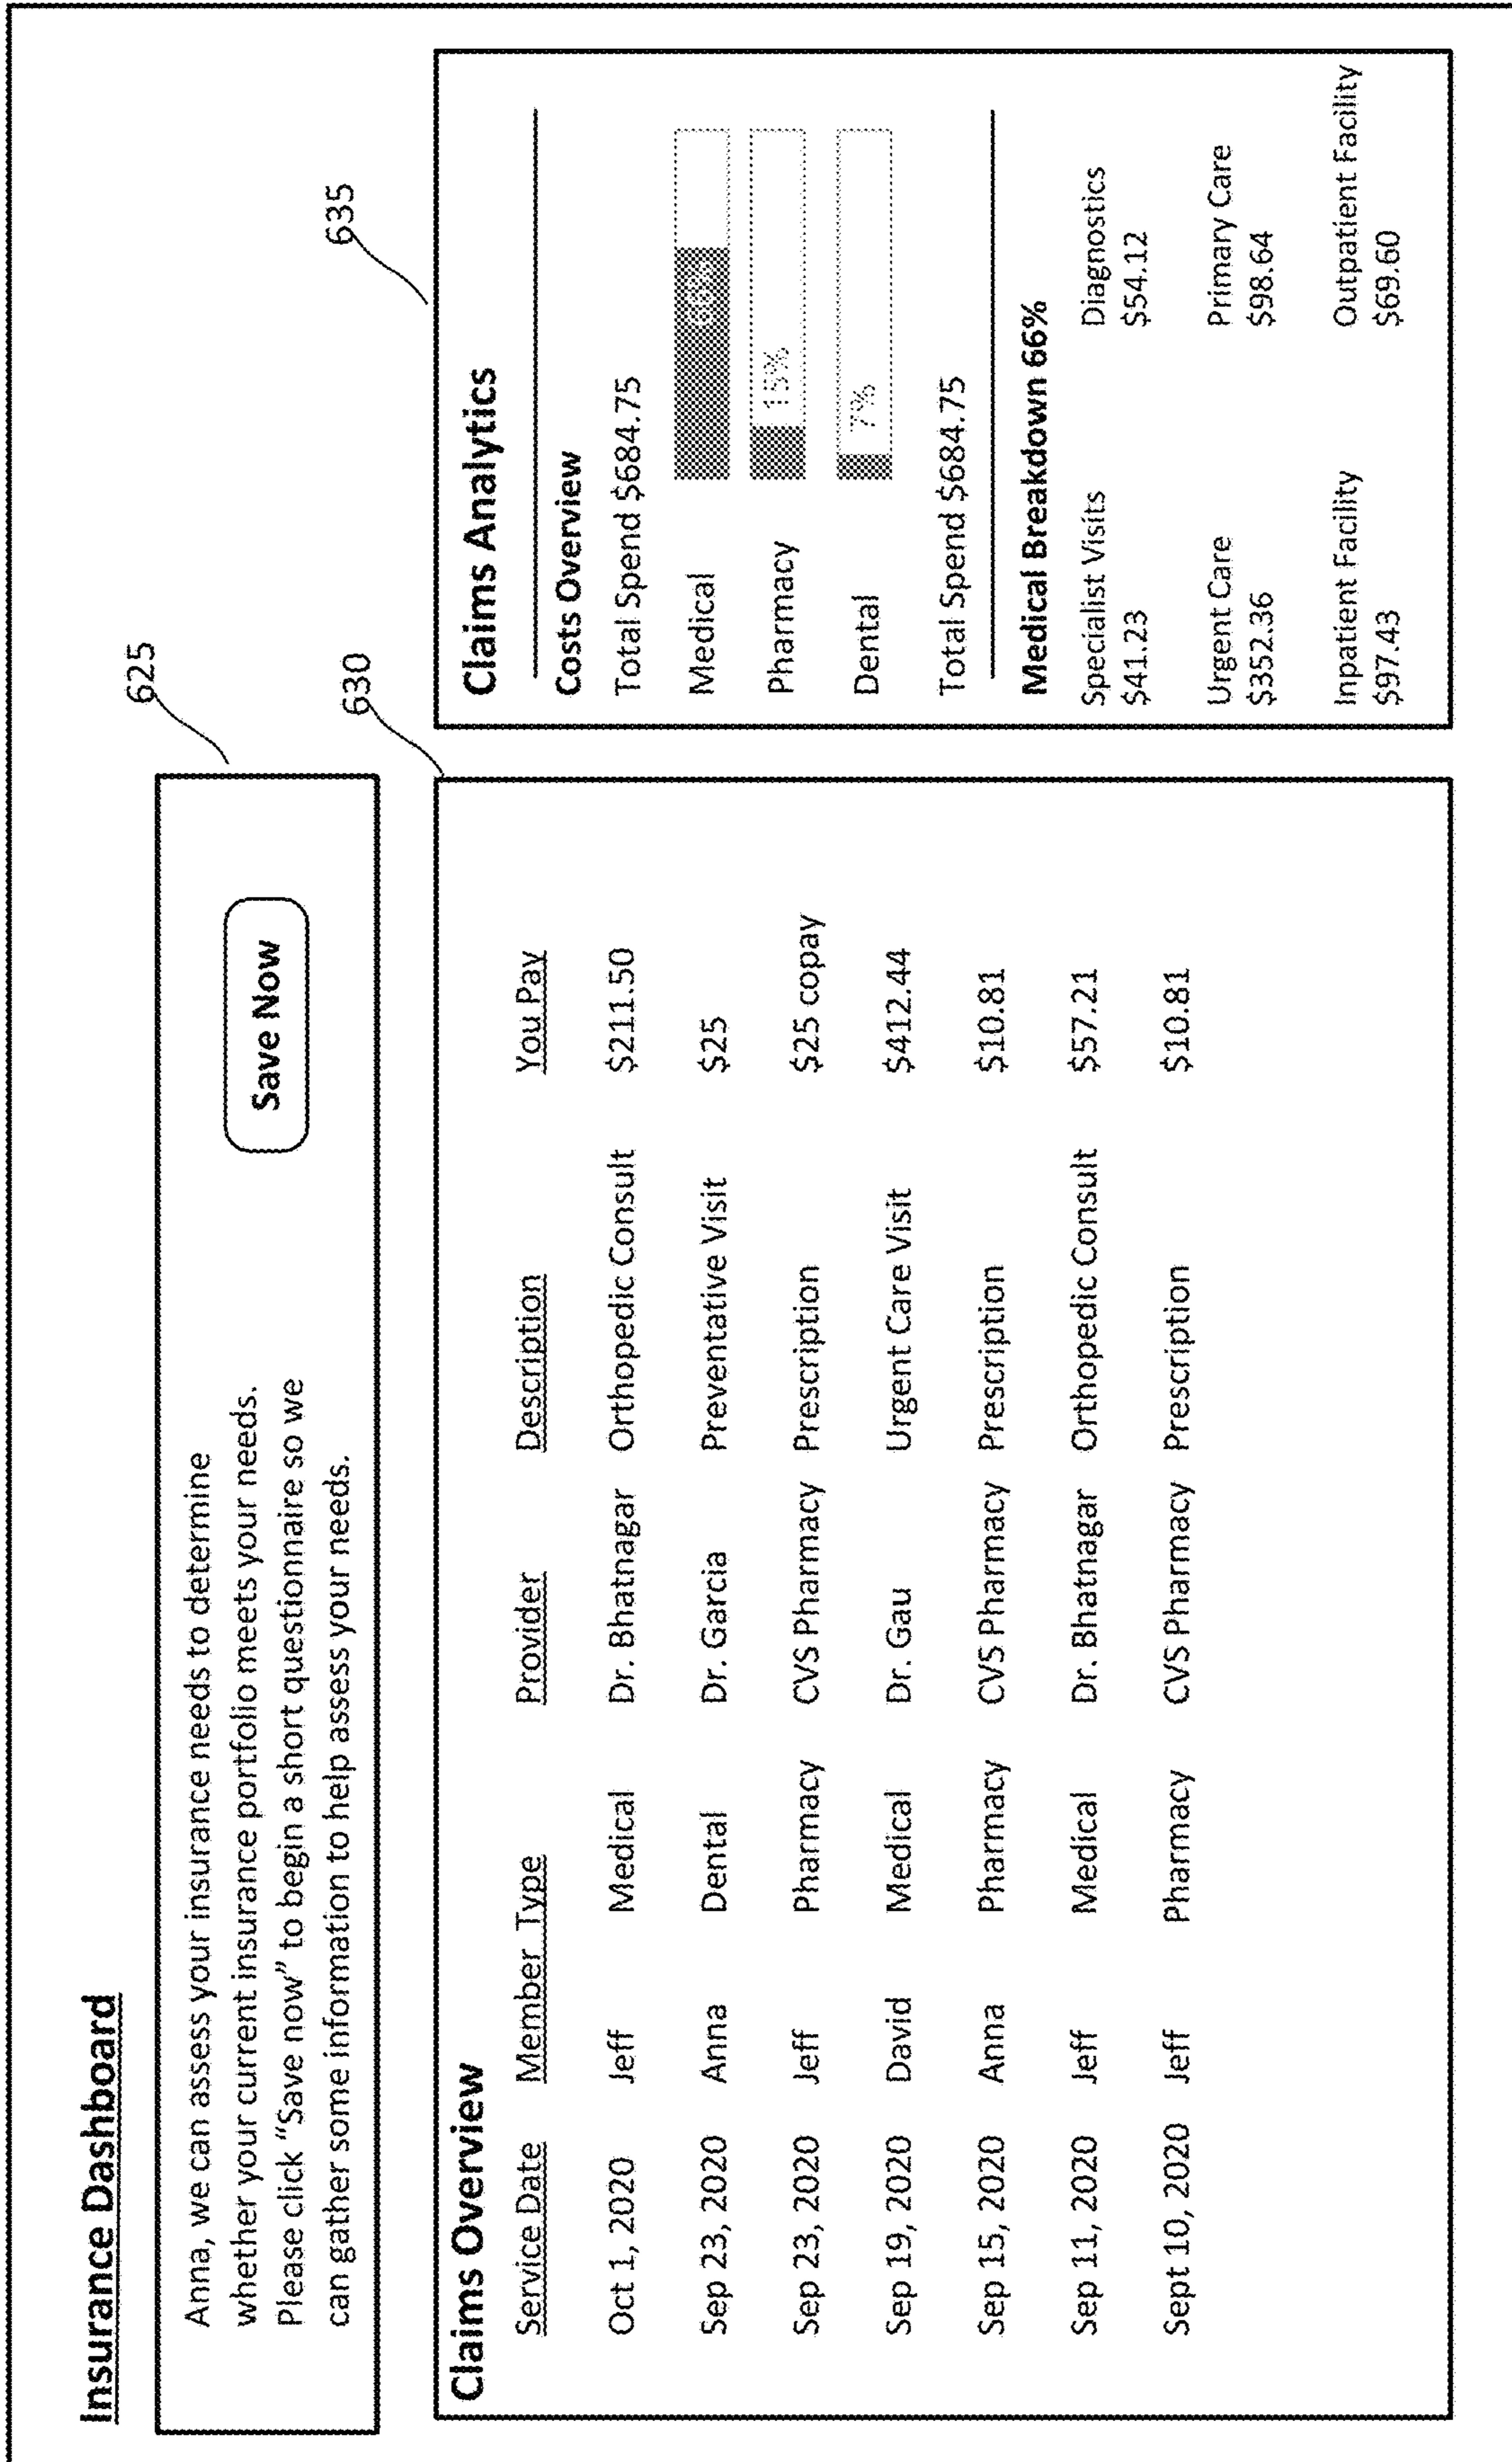 Insurance Dashboard
625
Anna, we can assess your insurance needs to determine
whether your current insurance portfolio meets your needs.
Please click “Save now” to begin a short questionnaire so we
can gather some information to help assess your needs.
Save Now
630
Claims Overview
Service Date Member Type Provider Description You Pay
Oct 1, 2020 Jeff Medical Dr. Bhatnagar Orthopedic Consult $211.50
Sep 23, 2020 Anna Dental Dr. Garcia Preventative Visit $25
Sep 23, 2020 Jeff Pharmacy CVS Pharmacy Prescription $25 copay
Sep 19, 2020 David Medical Dr. Gau Urgent Care Visit $412.44
Sep 15, 2020 Anna Pharmacy CVS Pharmacy Prescription $10.81
Sep 11, 2020 Jeff Medical Dr. Bhatnagar Orthopedic Consult $57.21
Sept 10, 2020 Jeff Pharmacy CVS Pharmacy Prescription $10.81
635
Claims Analytics
Costs Overview
Total Spend $684.75
Medical 66%
Pharmacy 15%
Dental 7%
Total Spend $684.75
Medical Breakdown 66%
Specialist Visits Diagnostics
$41.23 $54.12
Urgent Care Primary Care
$352.36 $98.64
Inpatient Facility Outpatient Facility
$97.43 $69.60